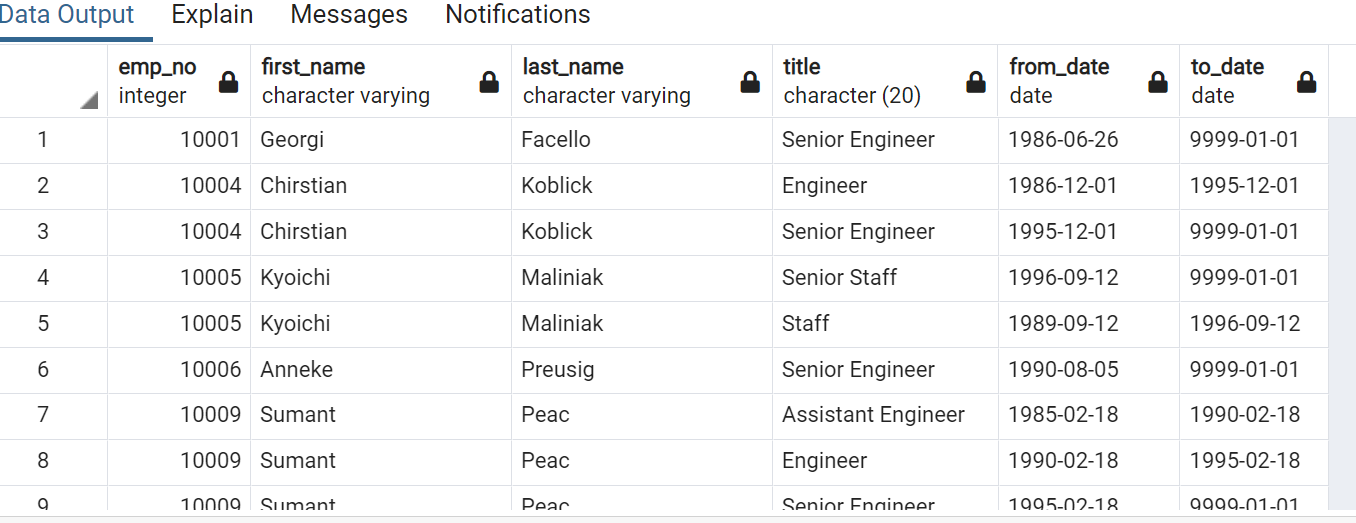 Data Output Explain Messages Notifications
emp_no first_name last_name title from_date to_date
integer character varying character varying character (20) date date
1 10001 Georgi Facello Senior Engineer 1986-06-26 9999-01-01
2 10004 Chirstian Koblick Engineer 1986-12-01 1995-12-01
3 10004 Chirstian Koblick Senior Engineer 1995-12-01 9999-01-01
4 10005 Kyoichi Maliniak Senior Staff 1996-09-12 9999-01-01
5 10005 Kyoichi Maliniak Staff 1989-09-12 1996-09-12
6 10006 Anneke Preusig Senior Engineer 1990-08-05 9999-01-01
7 10009 Sumant Peac Assistant Engineer 1985-02-18 1990-02-18
8 10009 Sumant Peac Engineer 1990-02-18 1995-02-18
9 10009 Sumant Peac Senior Engineer 1995-02-18 9999-01-01